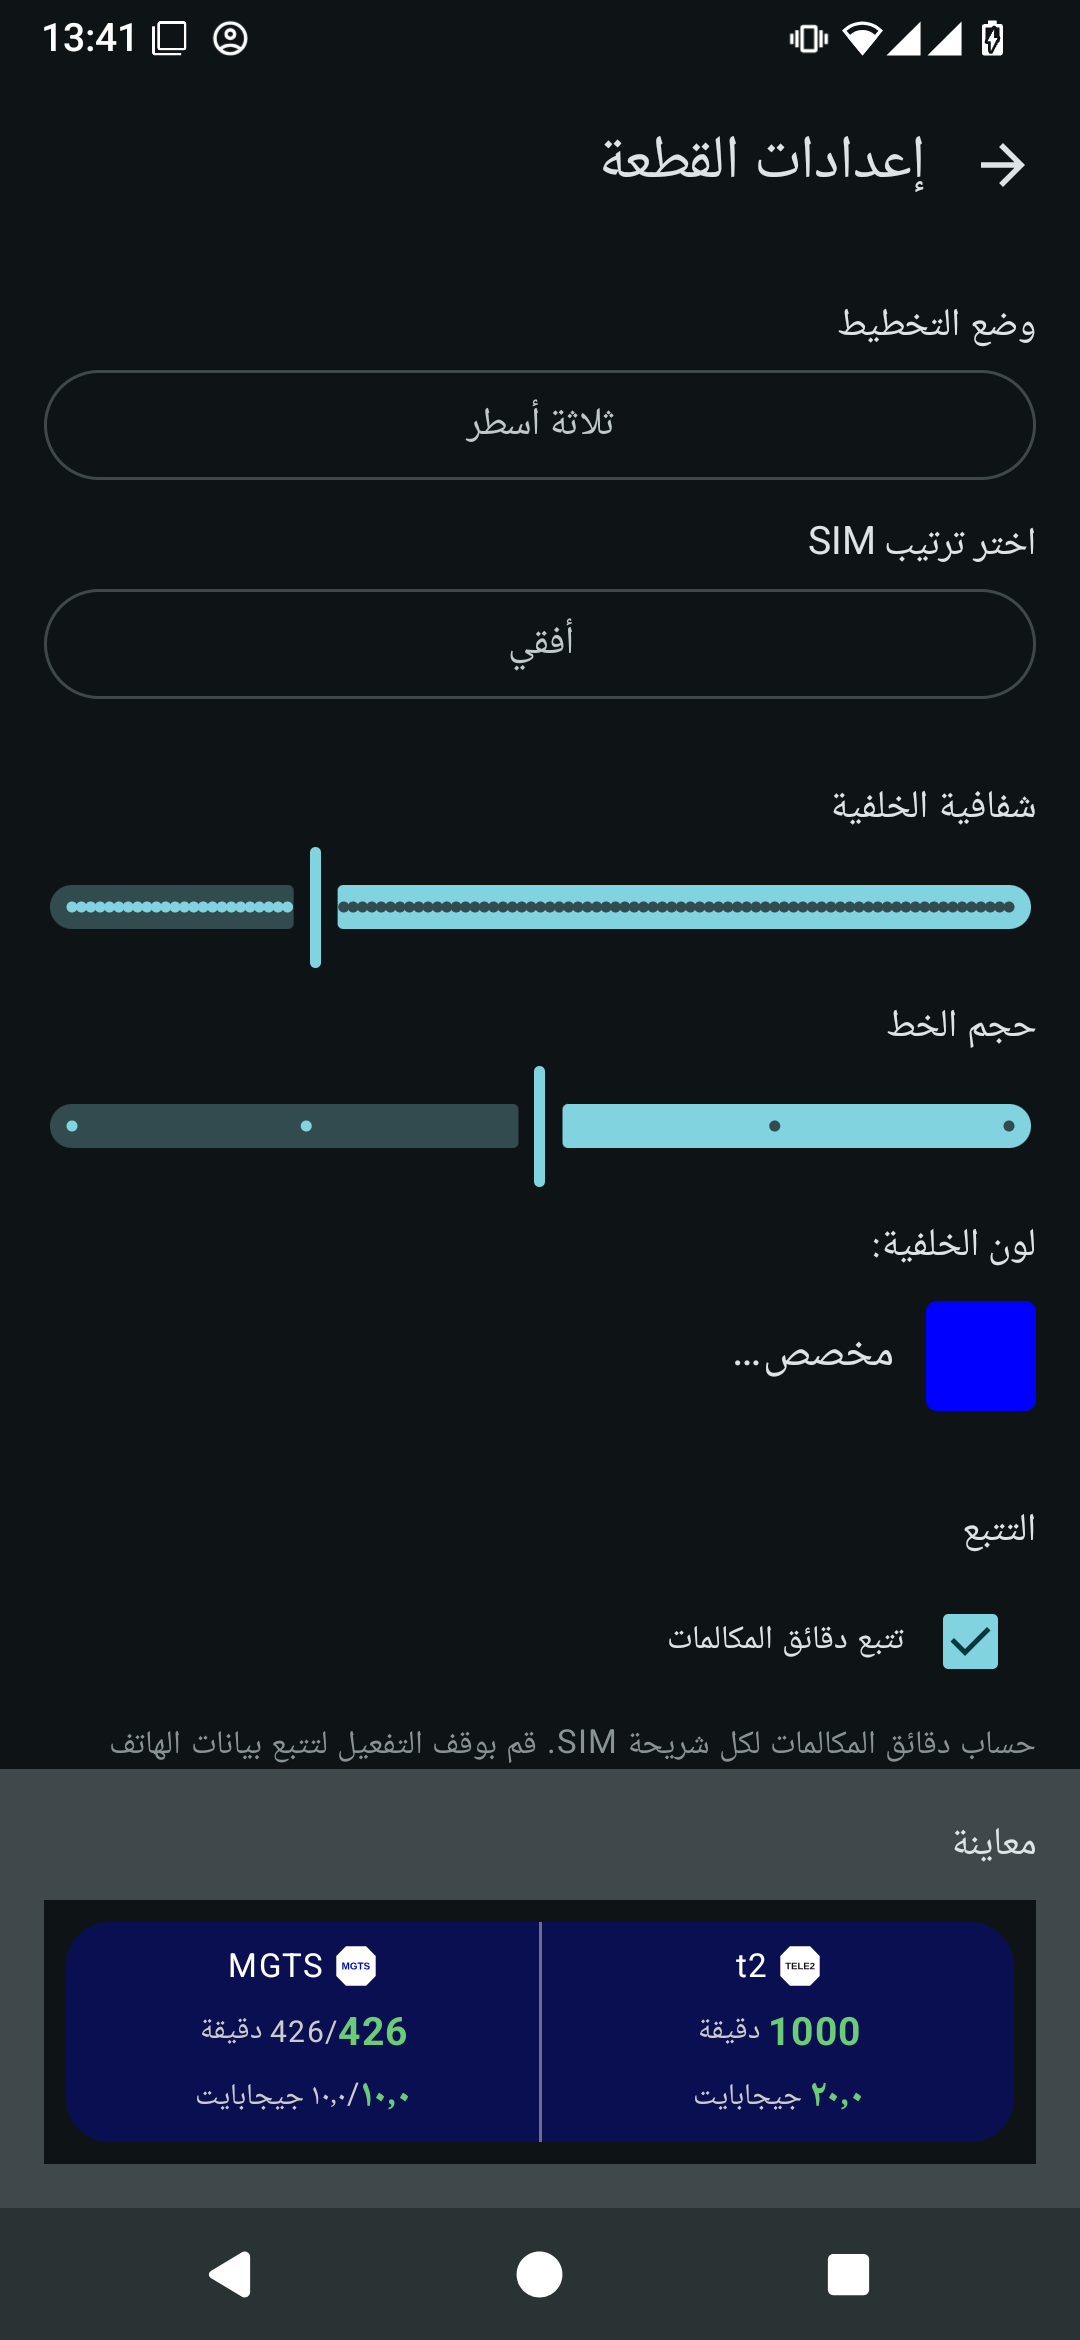 13:41
إعدادات القطعة
وضع التخطيط
ثلاثة أسطر
اختر ترتيب SIM
أفقي
شفافية الخلفية
حجم الخط
لون الخلفية:
مخصص...
التتبع
تتبع دقائق المكالمات
حساب دقائق المكالمات لكل شريحة SIM. قم بوقف التفعيل لتتبع بيانات الهاتف
معاينة
TELE2 t2
1000 دقيقة
٢٠,٠ جيجابايت
MGTS MGTS
426/426 دقيقة
١٠,٠/١٠,٠ جيجابايت